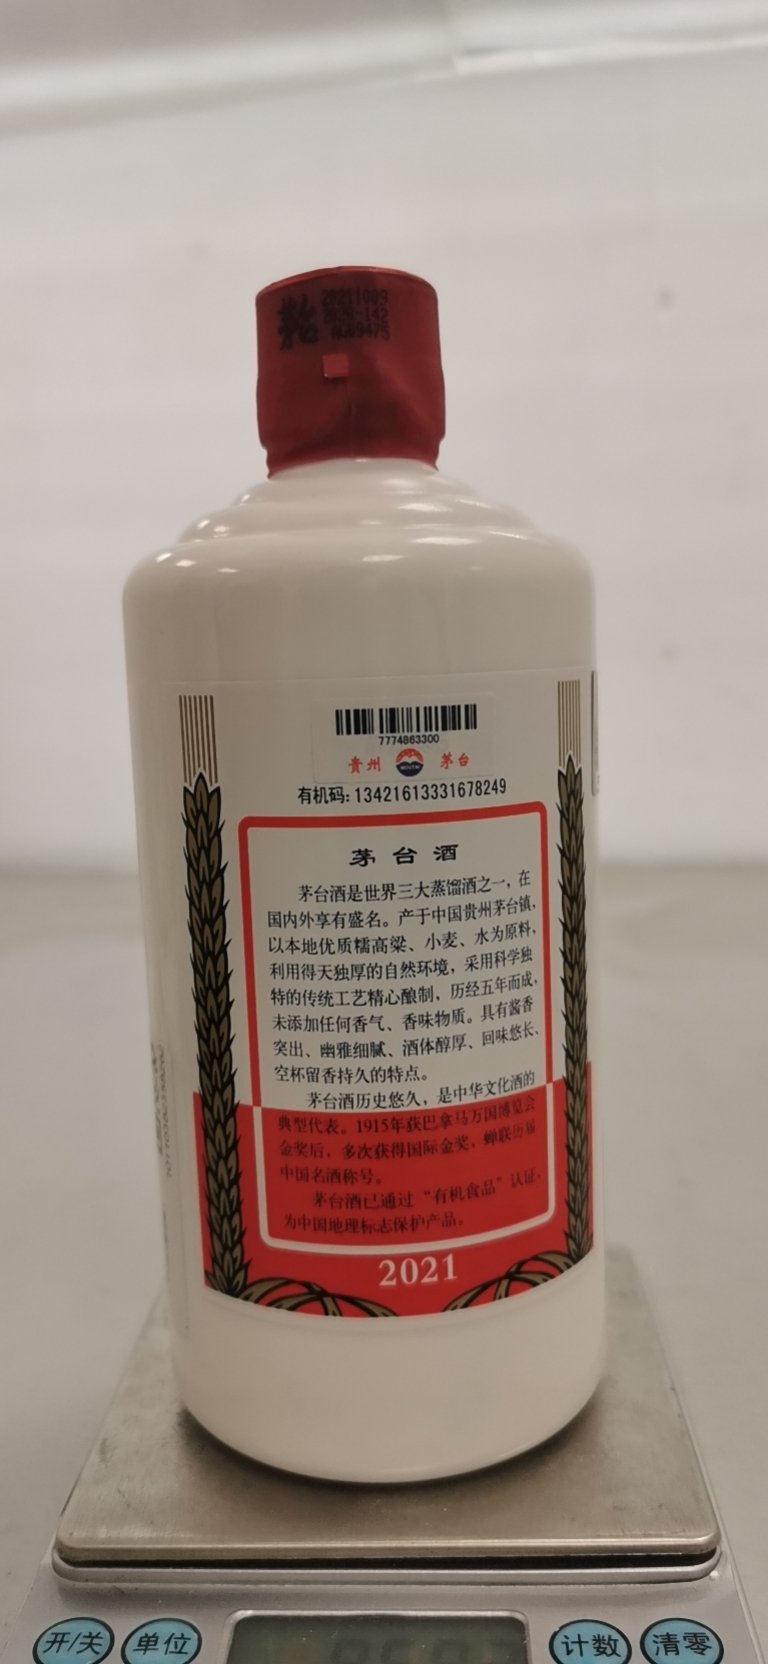 茅台
20211009
2020-142
7774863300
贵州 MOUTAI 茅台
有机码: 13421613331678249
茅台酒
茅台酒是世界三大蒸馏酒之一，在
国内外享有盛名。产于中国贵州茅台镇，
以本地优质糯高粱、小麦、水为原料，
利用得天独厚的自然环境，采用科学独
特的传统工艺精心酿制，历经五年而成，
未添加任何香气、香味物质。具有酱香
突出、幽雅细腻、酒体醇厚、回味悠长、
空杯留香持久的特点。
茅台酒历史悠久，是中华文化酒的
典型代表。1915年获巴拿马万国博览会
金奖后，多次获得国际金奖，蝉联历届
中国名酒称号。
茅台酒已通过“有机食品”认证、
为中国地理标志保护产品。
2021
开/关 单位 计数 清零